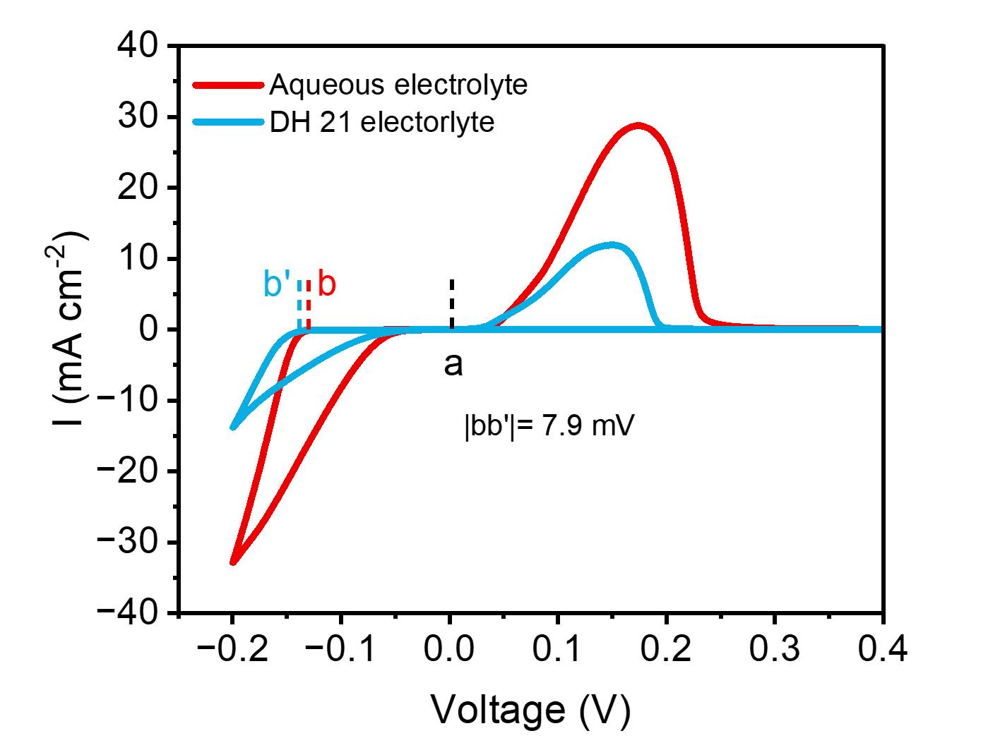 Aqueous electrolyte
DH 21 electorlyte
I (mA cm⁻²)
40
30
20
10
0
−10
−20
−30
−40
b' b
a
|bb'|= 7.9 mV
−0.2 −0.1 0.0 0.1 0.2 0.3 0.4
Voltage (V)